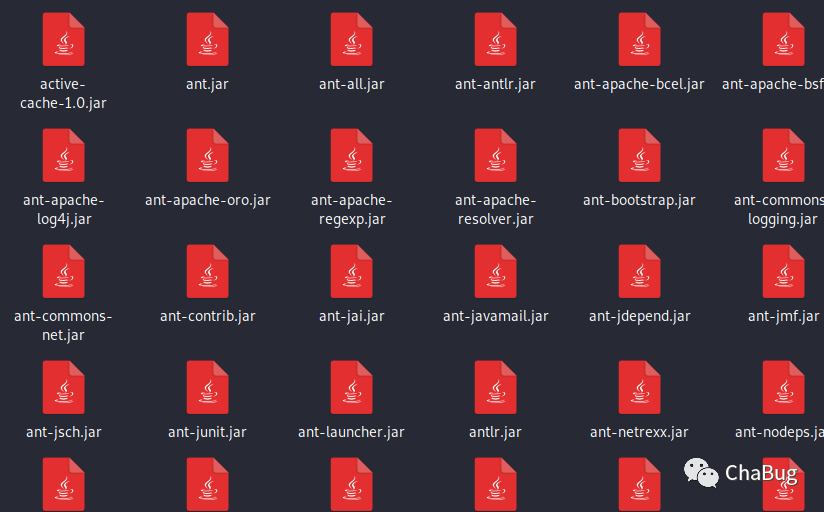 active-
cache-1.0.jar
ant.jar
ant-all.jar
ant-antlr.jar
ant-apache-bcel.jar
ant-apache-bsf
ant-apache-
log4j.jar
ant-apache-oro.jar
ant-apache-
regexp.jar
ant-apache-
resolver.jar
ant-bootstrap.jar
ant-commons
logging.jar
ant-commons-
net.jar
ant-contrib.jar
ant-jai.jar
ant-javamail.jar
ant-jdepend.jar
ant-jmf.jar
ant-jsch.jar
ant-junit.jar
ant-launcher.jar
antlr.jar
ant-netrexx.jar
ant-nodeps.ja
ChaBug